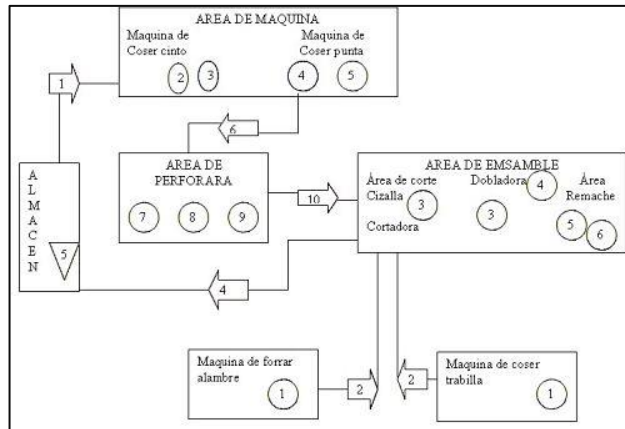 AREA DE MAQUINA
Maquina de
Coser cinto
2
3
Maquina de
Coser punta
4
5
1
6
ALMACEN
5
AREA DE
PERFORARA
7
8
9
10
AREA DE EMSAMBLE
Área de corte
Cizalla
3
Cortadora
Dobladora
4
3
Área
Remache
5
6
4
Maquina de forrar
alambre
1
2
2
Maquina de coser
trabilla
1